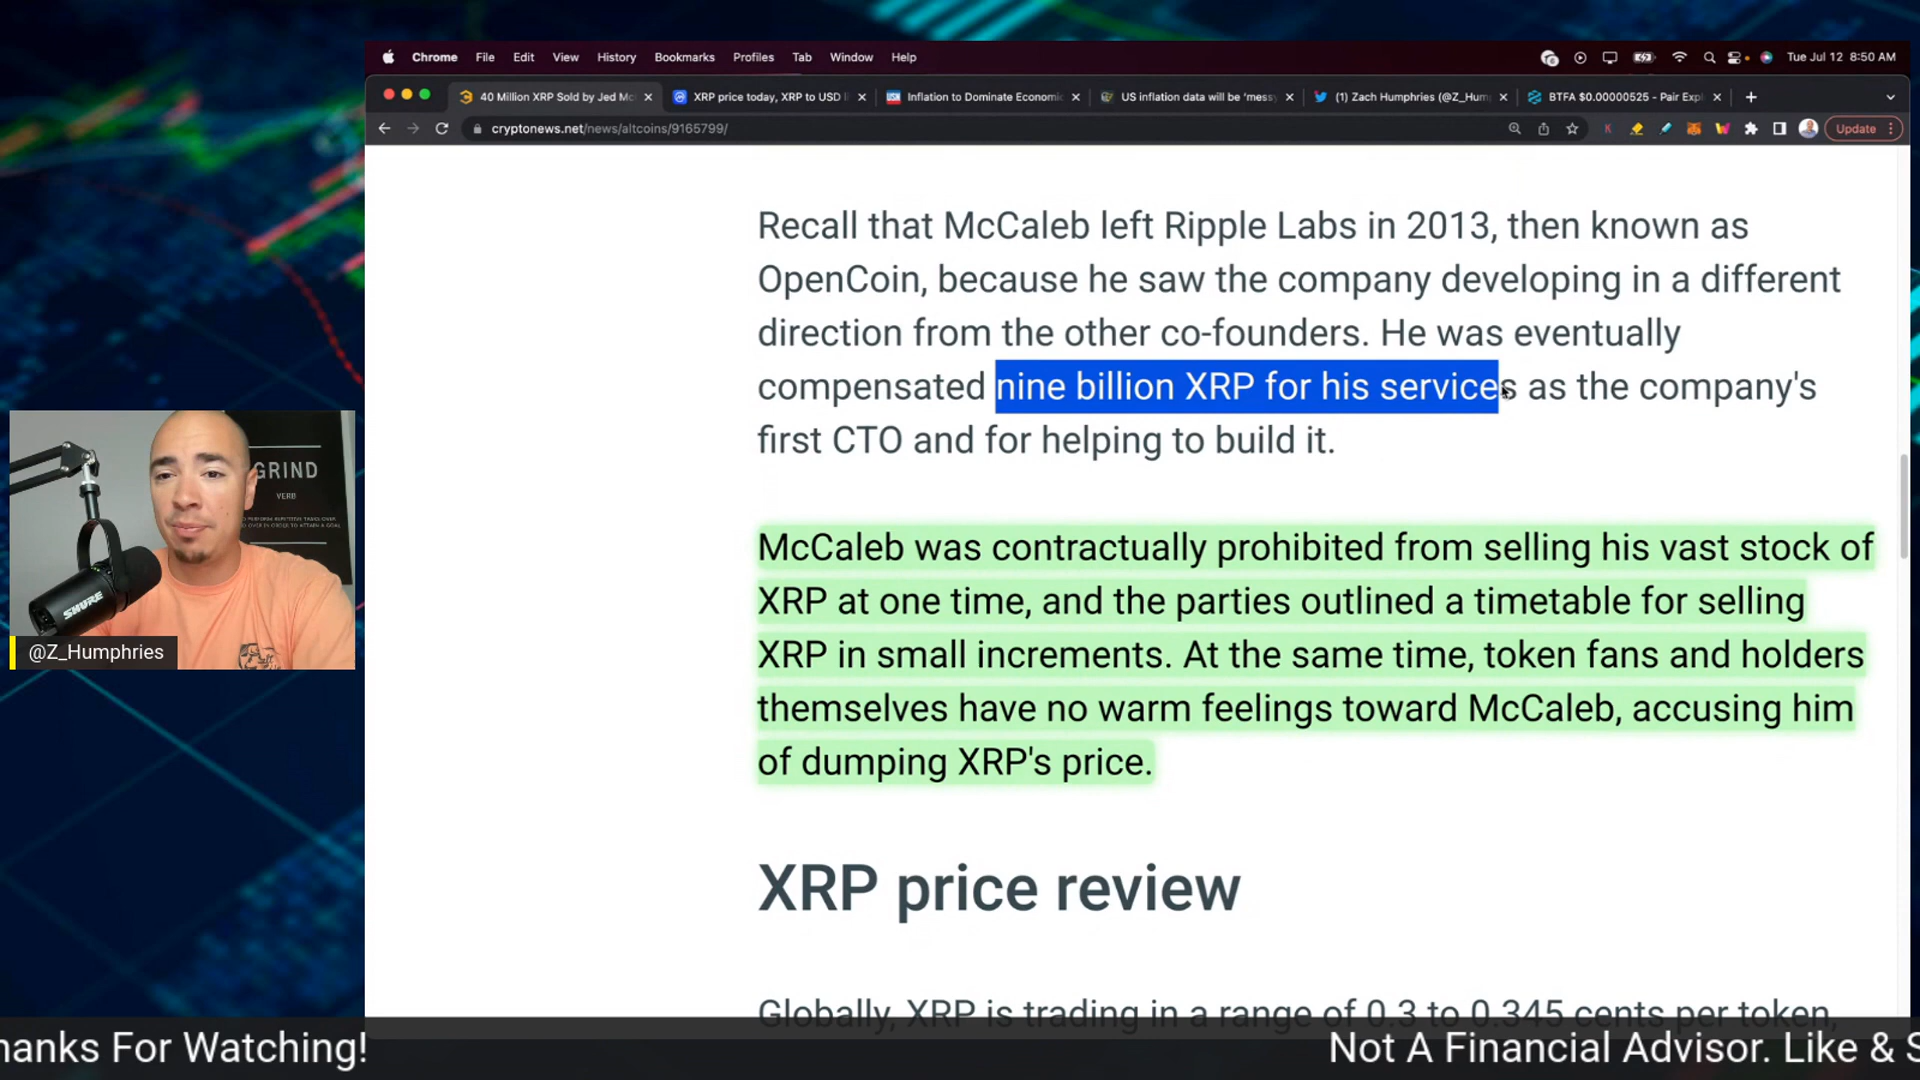 Chrome File Edit View History Bookmarks Profiles Tab Window Help
Tue Jul 12 8:50 AM
40 Million XRP Sold by Jed Mc
XRP price today, XRP to USD l
Inflation to Dominate Economic
US inflation data will be 'messy
(1) Zach Humphries (@Z_Hum
BTFA $0.00000525 - Pair Expl
cryptonews.net/news/altcoins/9165799/
Update
Recall that McCaleb left Ripple Labs in 2013, then known as
OpenCoin, because he saw the company developing in a different
direction from the other co-founders. He was eventually
compensated nine billion XRP for his services as the company's
first CTO and for helping to build it.
McCaleb was contractually prohibited from selling his vast stock of
XRP at one time, and the parties outlined a timetable for selling
XRP in small increments. At the same time, token fans and holders
themselves have no warm feelings toward McCaleb, accusing him
of dumping XRP's price.
XRP price review
Globally, XRP is trading in a range of 0.3 to 0.345 cents per token,
GRIND
VERB
SHURE
@Z_Humphries
hanks For Watching!
Not A Financial Advisor. Like & S